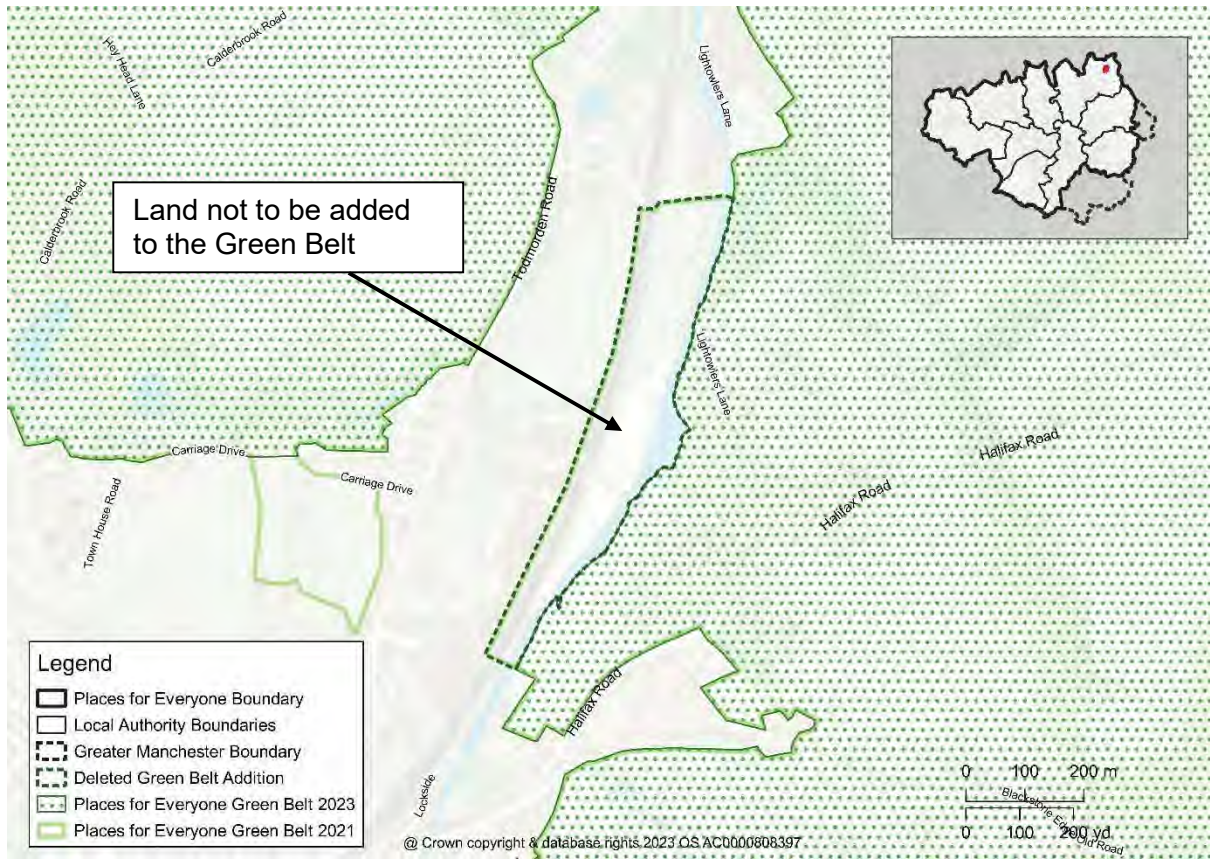 Hey Head Lane
Calderbrook Road
Lightowlers Lane
Calderbrook Road
Land not to be added
to the Green Belt
Todmorden Road
Lightowlers Lane
Carriage Drive
Carriage Drive
Town House Road
Halifax Road
Halifax Road
Halifax Road
Lockside
Legend
Places for Everyone Boundary
Local Authority Boundaries
Greater Manchester Boundary
Deleted Green Belt Addition
Places for Everyone Green Belt 2023
Places for Everyone Green Belt 2021
0 100 200 m
Blackstone Edge Old Road
0 100 200 yd
@ Crown copyright & database rights 2023 OS AC0000808397